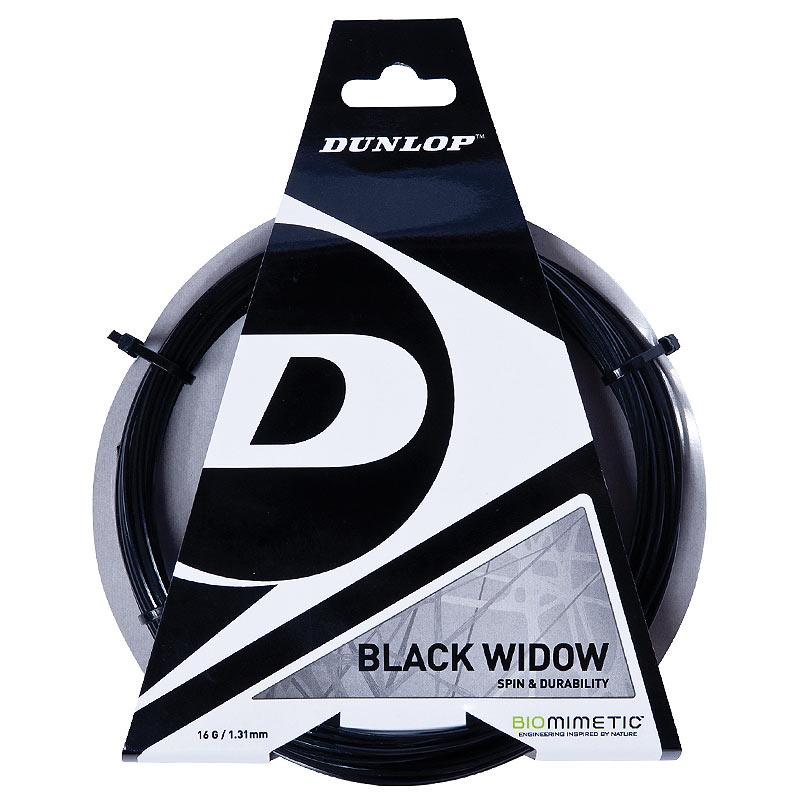 DUNLOP™
D
BLACK WIDOW
SPIN & DURABILITY
16 G / 1.31mm
BIOMIMETIC™
ENGINEERING INSPIRED BY NATURE